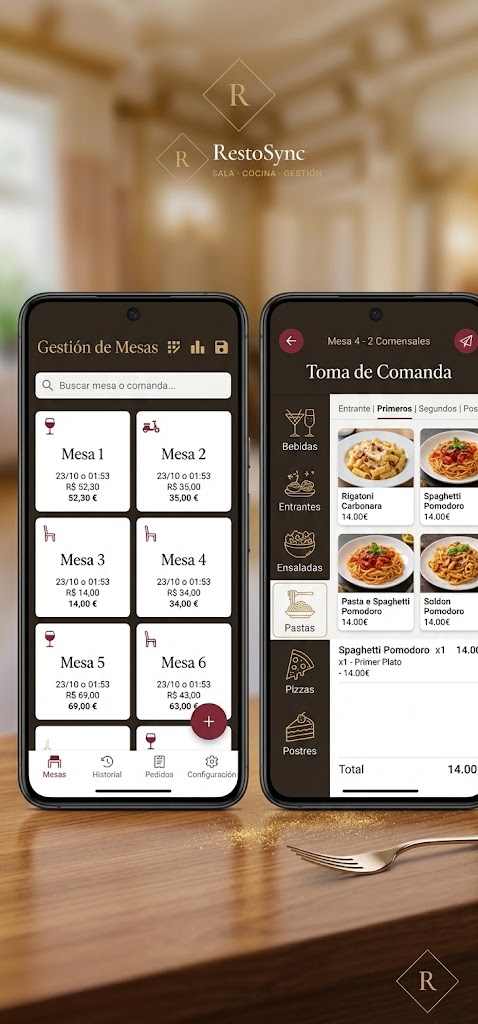 R
R
RestoSync
SALA · COCINA · GESTIÓN
Gestión de Mesas
Buscar mesa o comanda...
Mesa 1
23/10 o 01:53
R$ 52,30
52,30 €
Mesa 2
23/10 o 01:53
R$ 35,00
35,00 €
Mesa 3
23/10 o 01:53
R$ 14,00
14,00 €
Mesa 4
23/10 o 01:53
R$ 34,00
34,00 €
Mesa 5
23/10 o 01:53
R$ 69,00
69,00 €
Mesa 6
23/10 o 01:53
R$ 43,00
63,00 €
+
Mesas
Historial
Pedidos
Configuración
Mesa 4 - 2 Comensales
Toma de Comanda
Entrante | Primeros | Segundos | Pos
Bebidas
Entrantes
Ensaladas
Pastas
Pizzas
Postres
Rigatoni
Carbonara
14.00€
Spaghetti
Pomodoro
14.00€
Pasta e Spaghetti
Pomodoro
14.00€
Saldon
Pomodoro
14.00€
Spaghetti Pomodoro x1 14.00
x1 - Primer Plato
- 14.00€
Total 14.00
R